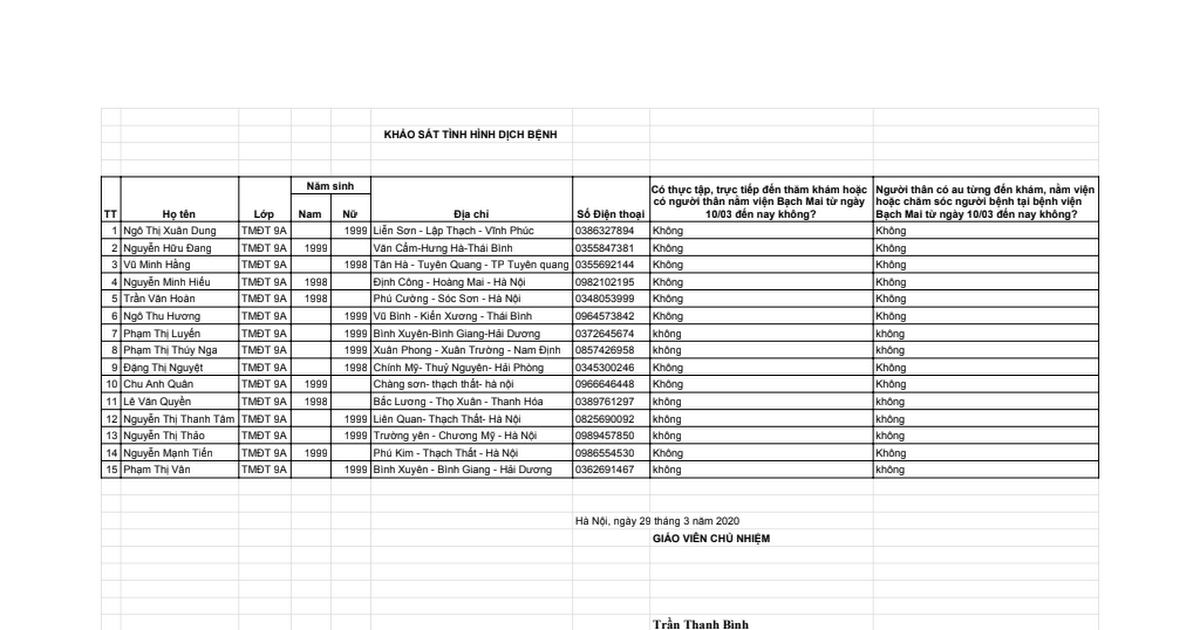 KHẢO SÁT TÌNH HÌNH DỊCH BỆNH
TT Họ tên Lớp Năm sinh Nam Nữ Địa chỉ Số Điện thoại Có thực tập, trực tiếp đến thăm khám hoặc có người thân nằm viện Bạch Mai từ ngày 10/03 đến nay không? Người thân có au từng đến khám, nằm viện hoặc chăm sóc người bệnh tại bệnh viện Bạch Mai từ ngày 10/03 đến nay không?
1 Ngô Thị Xuân Dung TMĐT 9A 1999 Liễn Sơn - Lập Thạch - Vĩnh Phúc 0386327894 Không Không
2 Nguyễn Hữu Đang TMĐT 9A 1999 Văn Cẩm-Hưng Hà-Thái Bình 0355847381 Không Không
3 Vũ Minh Hằng TMĐT 9A 1998 Tân Hà - Tuyên Quang - TP Tuyên quang 0355692144 Không Không
4 Nguyễn Minh Hiếu TMĐT 9A 1998 Định Công - Hoàng Mai - Hà Nội 0982102195 Không Không
5 Trần Văn Hoàn TMĐT 9A 1998 Phú Cường - Sóc Sơn - Hà Nội 0348053999 Không Không
6 Ngô Thu Hương TMĐT 9A 1999 Vũ Bình - Kiến Xương - Thái Bình 0964573842 Không Không
7 Phạm Thị Luyến TMĐT 9A 1999 Bình Xuyên-Bình Giang-Hải Dương 0372645674 không không
8 Phạm Thị Thúy Nga TMĐT 9A 1999 Xuân Phong - Xuân Trường - Nam Định 0857426958 không không
9 Đặng Thị Nguyệt TMĐT 9A 1998 Chính Mỹ- Thuỷ Nguyên- Hải Phòng 0345300246 Không Không
10 Chu Anh Quân TMĐT 9A 1999 Chàng sơn- thạch thất- hà nội 0966646448 Không Không
11 Lê Văn Quyền TMĐT 9A 1998 Bắc Lương - Thọ Xuân - Thanh Hóa 0389761297 không không
12 Nguyễn Thị Thanh Tâm TMĐT 9A 1999 Liên Quan- Thạch Thất- Hà Nội 0825690092 không không
13 Nguyễn Thị Thảo TMĐT 9A 1999 Trường yên - Chương Mỹ - Hà Nội 0989457850 không không
14 Nguyễn Mạnh Tiến TMĐT 9A 1999 Phú Kim - Thạch Thất - Hà Nội 0986554530 Không Không
15 Phạm Thị Vân TMĐT 9A 1999 Bình Xuyên - Bình Giang - Hải Dương 0362691467 không không
Hà Nội, ngày 29 tháng 3 năm 2020
GIÁO VIÊN CHỦ NHIỆM
Trần Thanh Bình